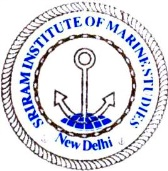 SRIRAM INSTITUTE OF MARINE STUDIES
New Delhi